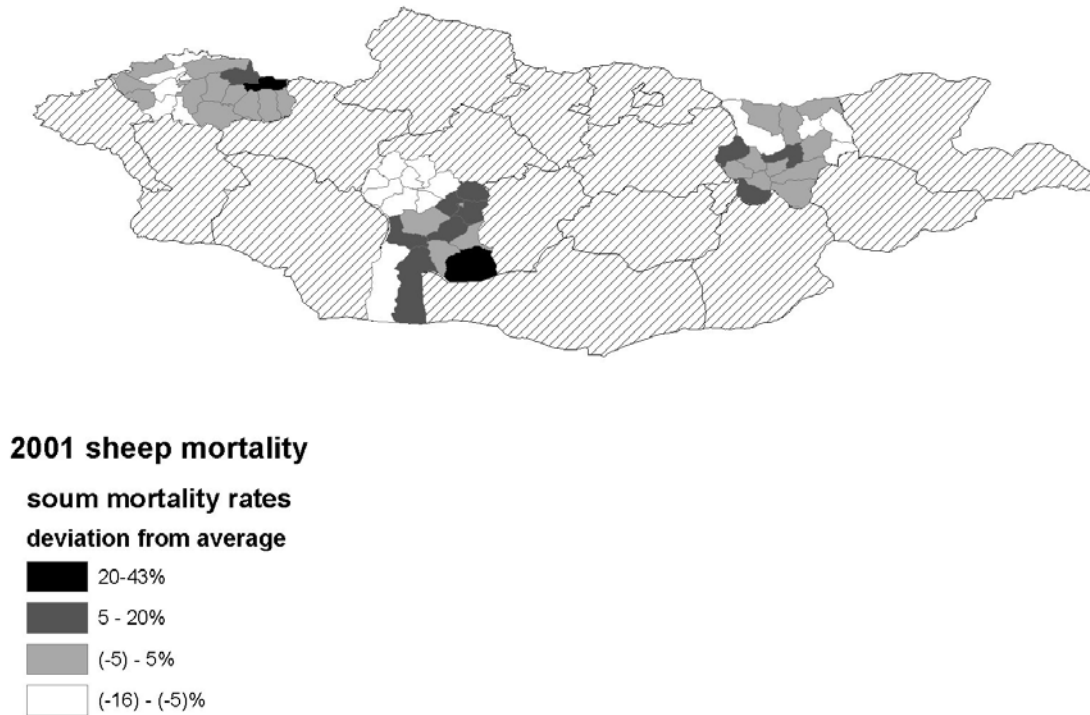 2001 sheep mortality
soum mortality rates
deviation from average
20-43%
5 - 20%
(-5) - 5%
(-16) - (-5)%